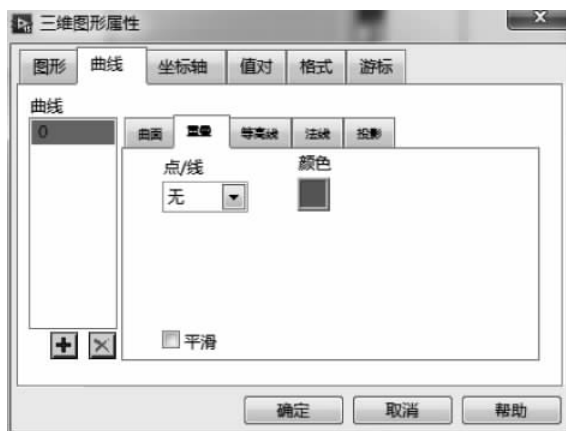 三维图形属性
图形 曲线 坐标轴 值对 格式 游标
曲线
0
曲面 重叠 等高线 法线 投影
点/线 颜色
无
平滑
确定 取消 帮助